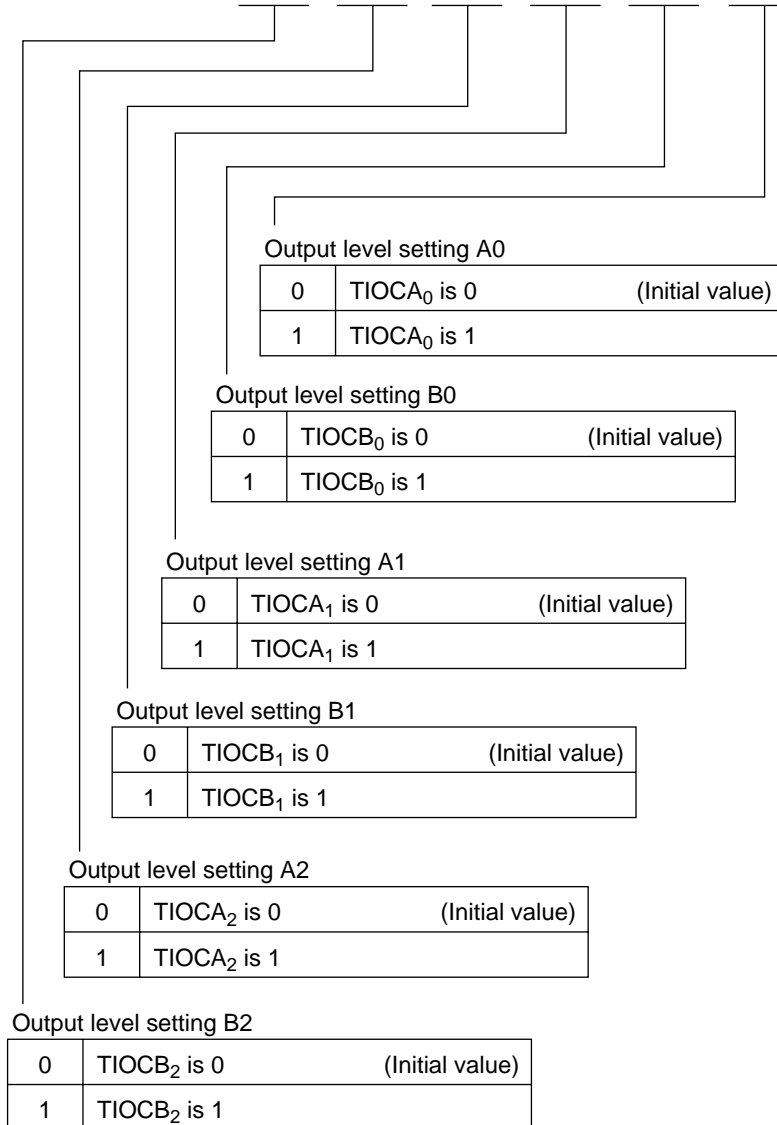 Output level setting A0
0 TIOCA₀ is 0 (Initial value)
1 TIOCA₀ is 1
Output level setting B0
0 TIOCB₀ is 0 (Initial value)
1 TIOCB₀ is 1
Output level setting A1
0 TIOCA₁ is 0 (Initial value)
1 TIOCA₁ is 1
Output level setting B1
0 TIOCB₁ is 0 (Initial value)
1 TIOCB₁ is 1
Output level setting A2
0 TIOCA₂ is 0 (Initial value)
1 TIOCA₂ is 1
Output level setting B2
0 TIOCB₂ is 0 (Initial value)
1 TIOCB₂ is 1